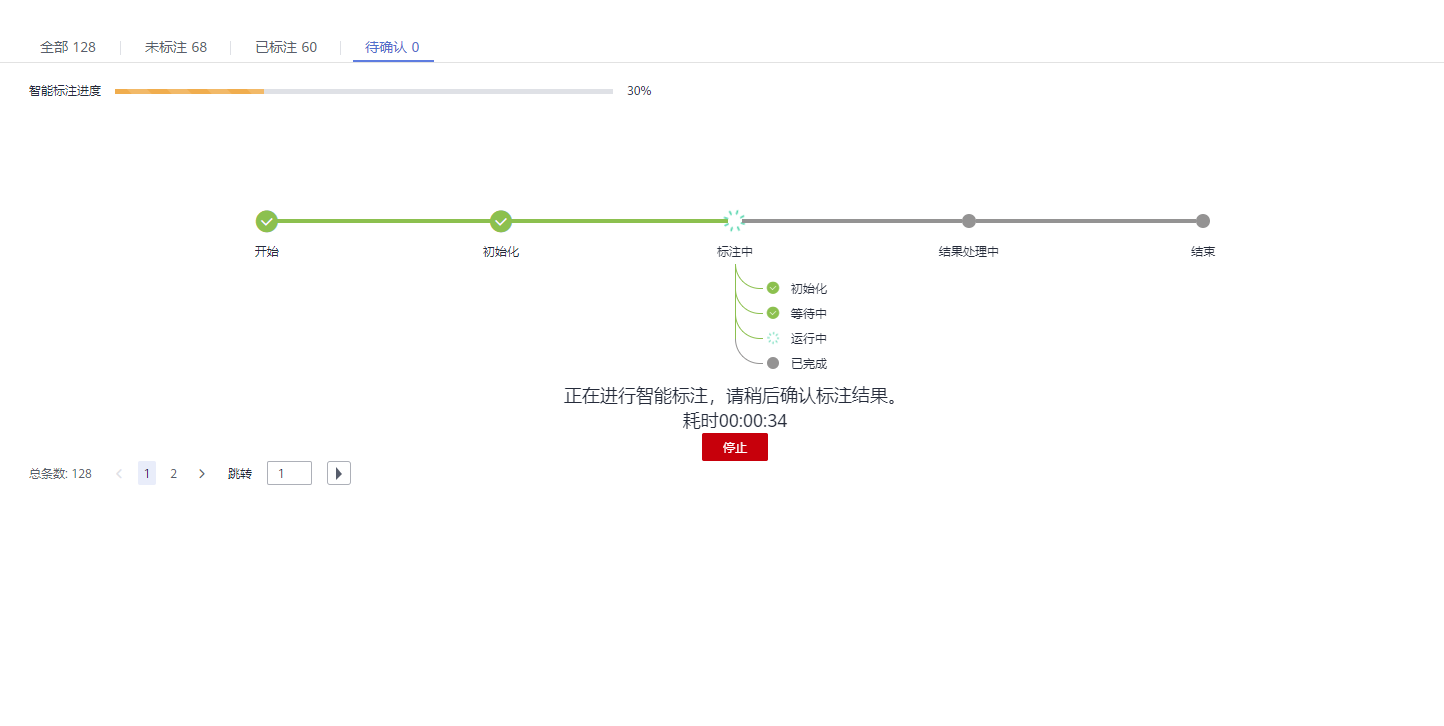 全部 128 未标注 68 已标注 60 待确认 0
智能标注进度 30%
开始 初始化 标注中 结果处理中 结束
初始化
等待中
运行中
已完成
正在进行智能标注，请稍后确认标注结果。
耗时00:00:34
停止
总条数: 128 1 2 跳转 1